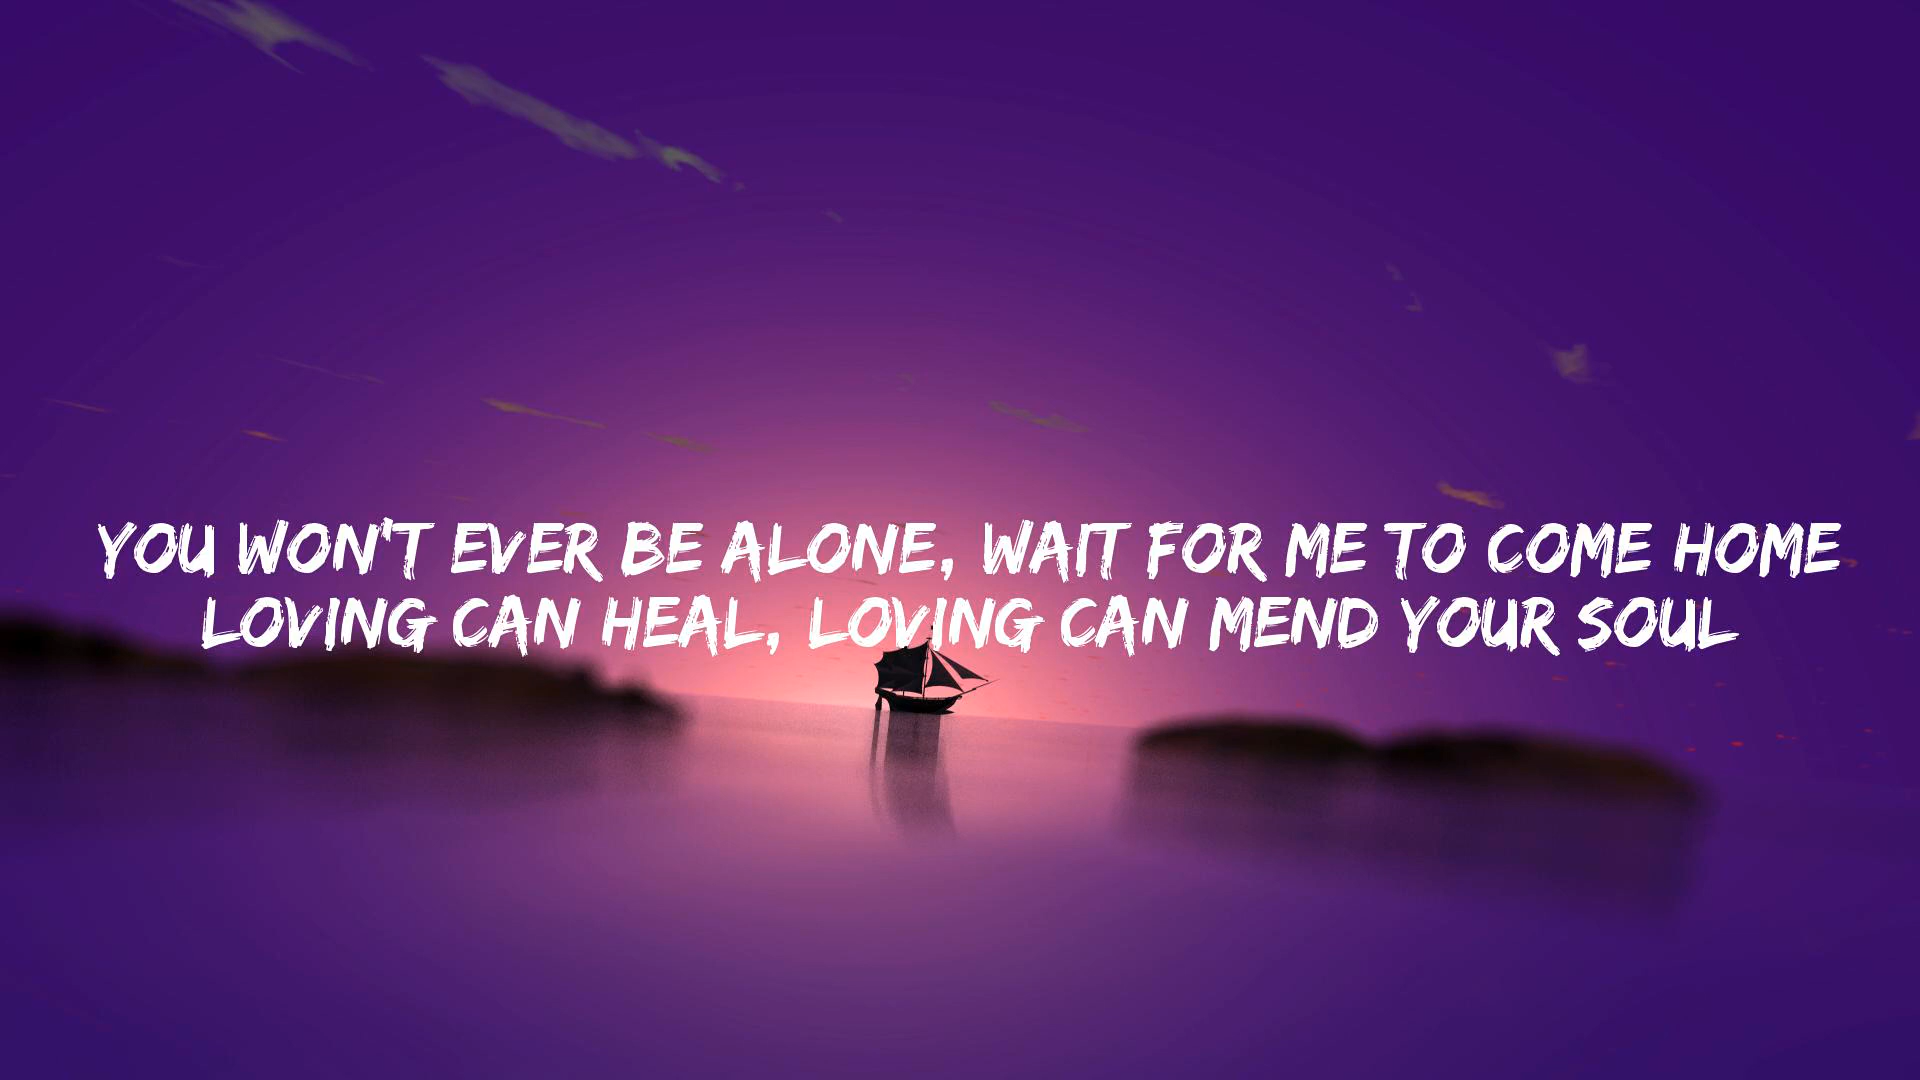 YOU WON'T EVER BE ALONE, WAIT FOR ME TO COME HOME
LOVING CAN HEAL, LOVING CAN MEND YOUR SOUL